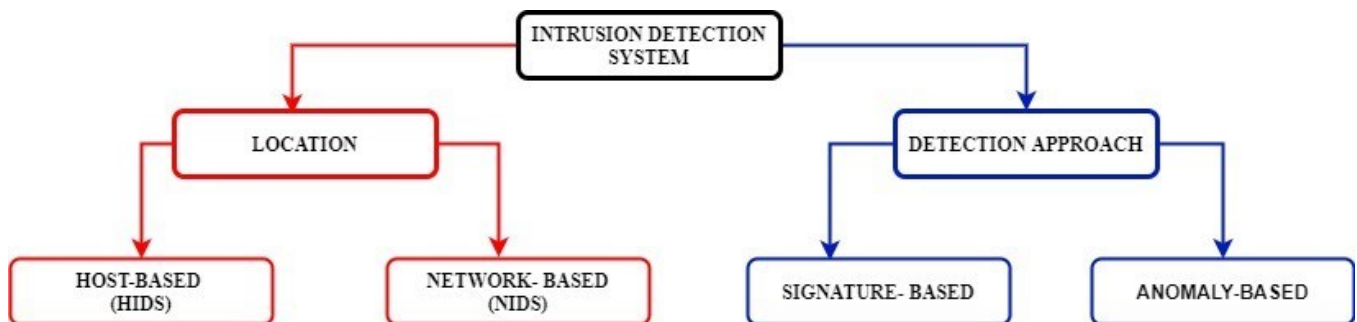 INTRUSION DETECTION
SYSTEM
LOCATION
DETECTION APPROACH
HOST-BASED
(HIDS)
NETWORK- BASED
(NIDS)
SIGNATURE- BASED
ANOMALY-BASED